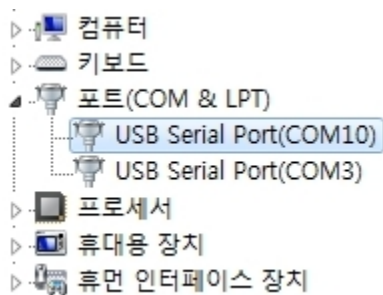 컴퓨터
키보드
포트(COM & LPT)
USB Serial Port(COM10)
USB Serial Port(COM3)
프로세서
휴대용 장치
휴먼 인터페이스 장치